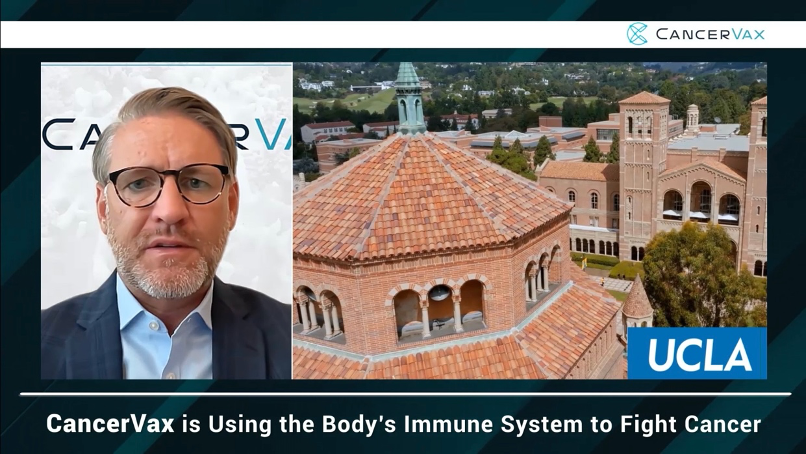 CANCERVAX
CANCERVA
UCLA
CancerVax is Using the Body's Immune System to Fight Cancer